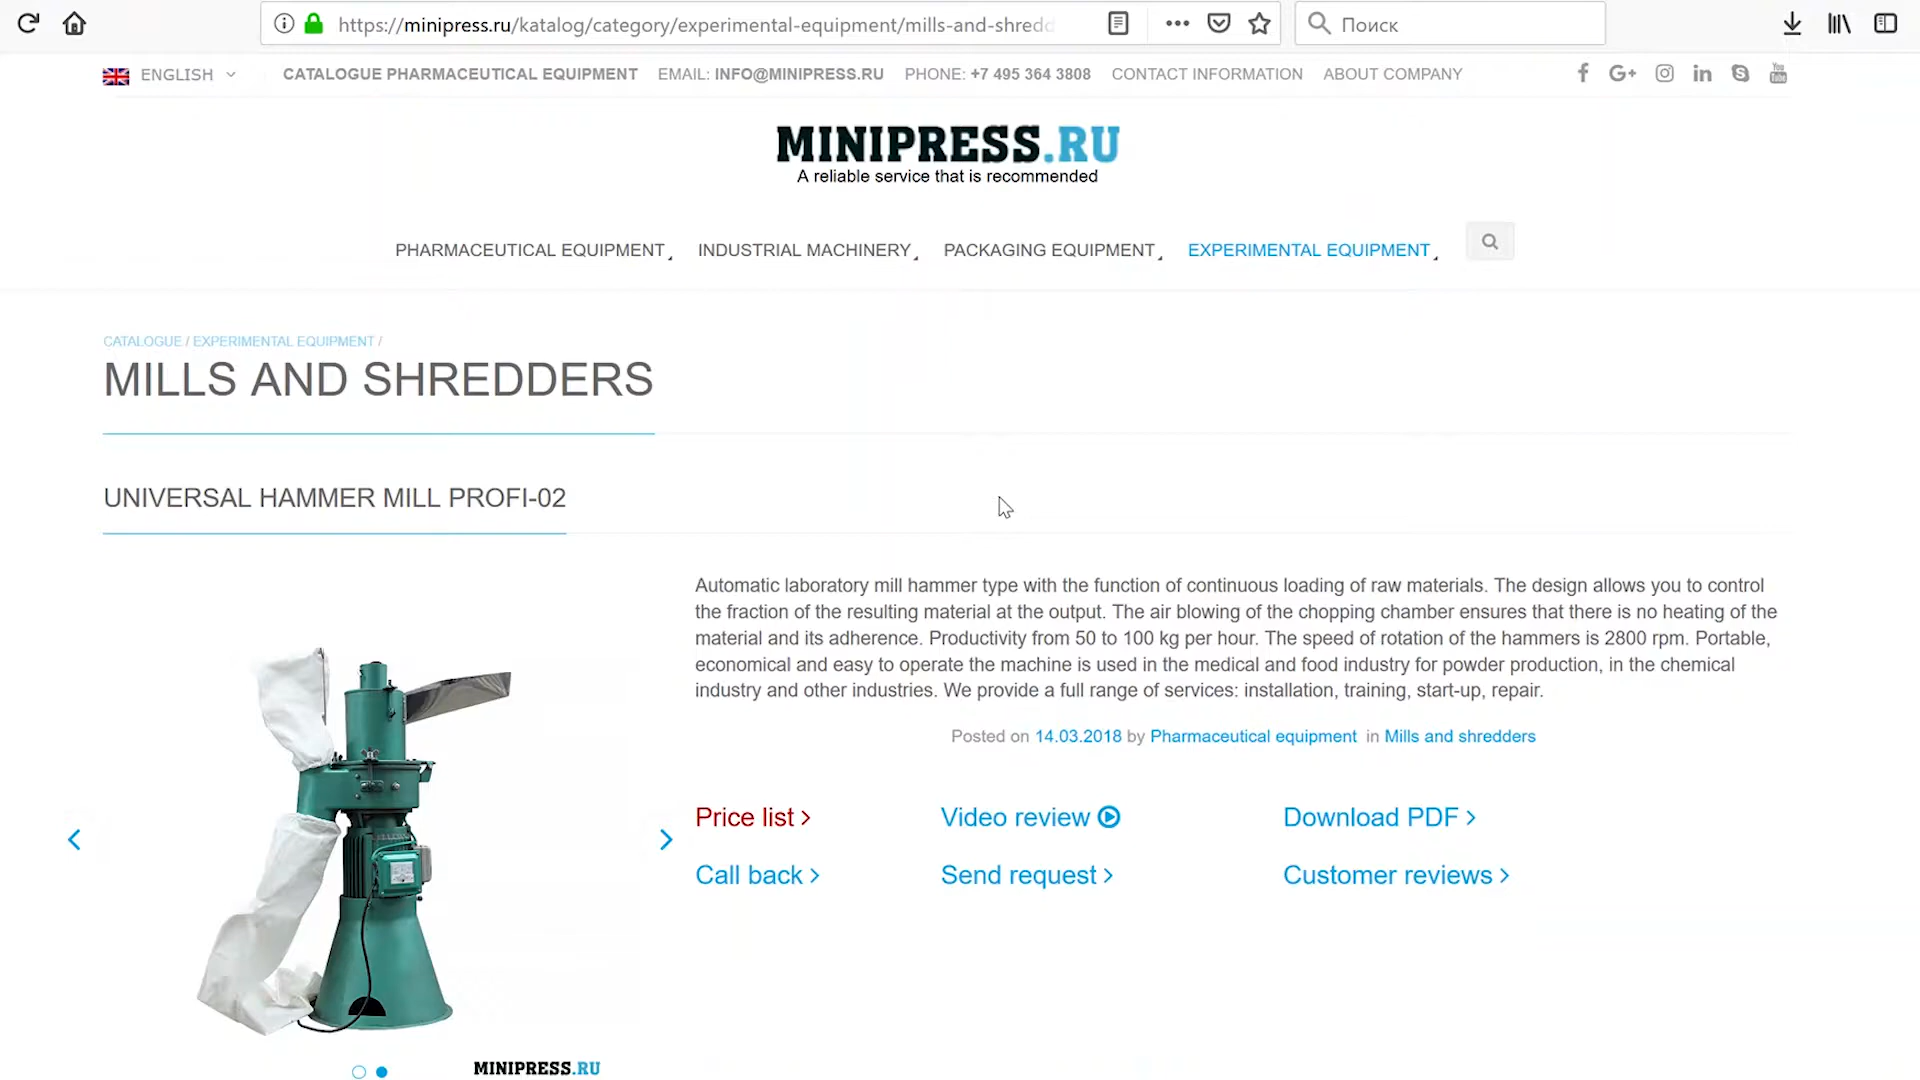 https://minipress.ru/katalog/category/experimental-equipment/mills-and-shredd
Поиск
ENGLISH
CATALOGUE PHARMACEUTICAL EQUIPMENT
EMAIL: INFO@MINIPRESS.RU
PHONE: +7 495 364 3808
CONTACT INFORMATION
ABOUT COMPANY
You Tube
MINIPRESS.RU
A reliable service that is recommended
PHARMACEUTICAL EQUIPMENT
INDUSTRIAL MACHINERY
PACKAGING EQUIPMENT
EXPERIMENTAL EQUIPMENT
CATALOGUE / EXPERIMENTAL EQUIPMENT /
MILLS AND SHREDDERS
UNIVERSAL HAMMER MILL PROFI-02
Automatic laboratory mill hammer type with the function of continuous loading of raw materials. The design allows you to control
the fraction of the resulting material at the output. The air blowing of the chopping chamber ensures that there is no heating of the
material and its adherence. Productivity from 50 to 100 kg per hour. The speed of rotation of the hammers is 2800 rpm. Portable,
economical and easy to operate the machine is used in the medical and food industry for powder production, in the chemical
industry and other industries. We provide a full range of services: installation, training, start-up, repair.
Posted on 14.03.2018 by Pharmaceutical equipment in Mills and shredders
Price list
Video review
Download PDF
Call back
Send request
Customer reviews
MINIPRESS.RU